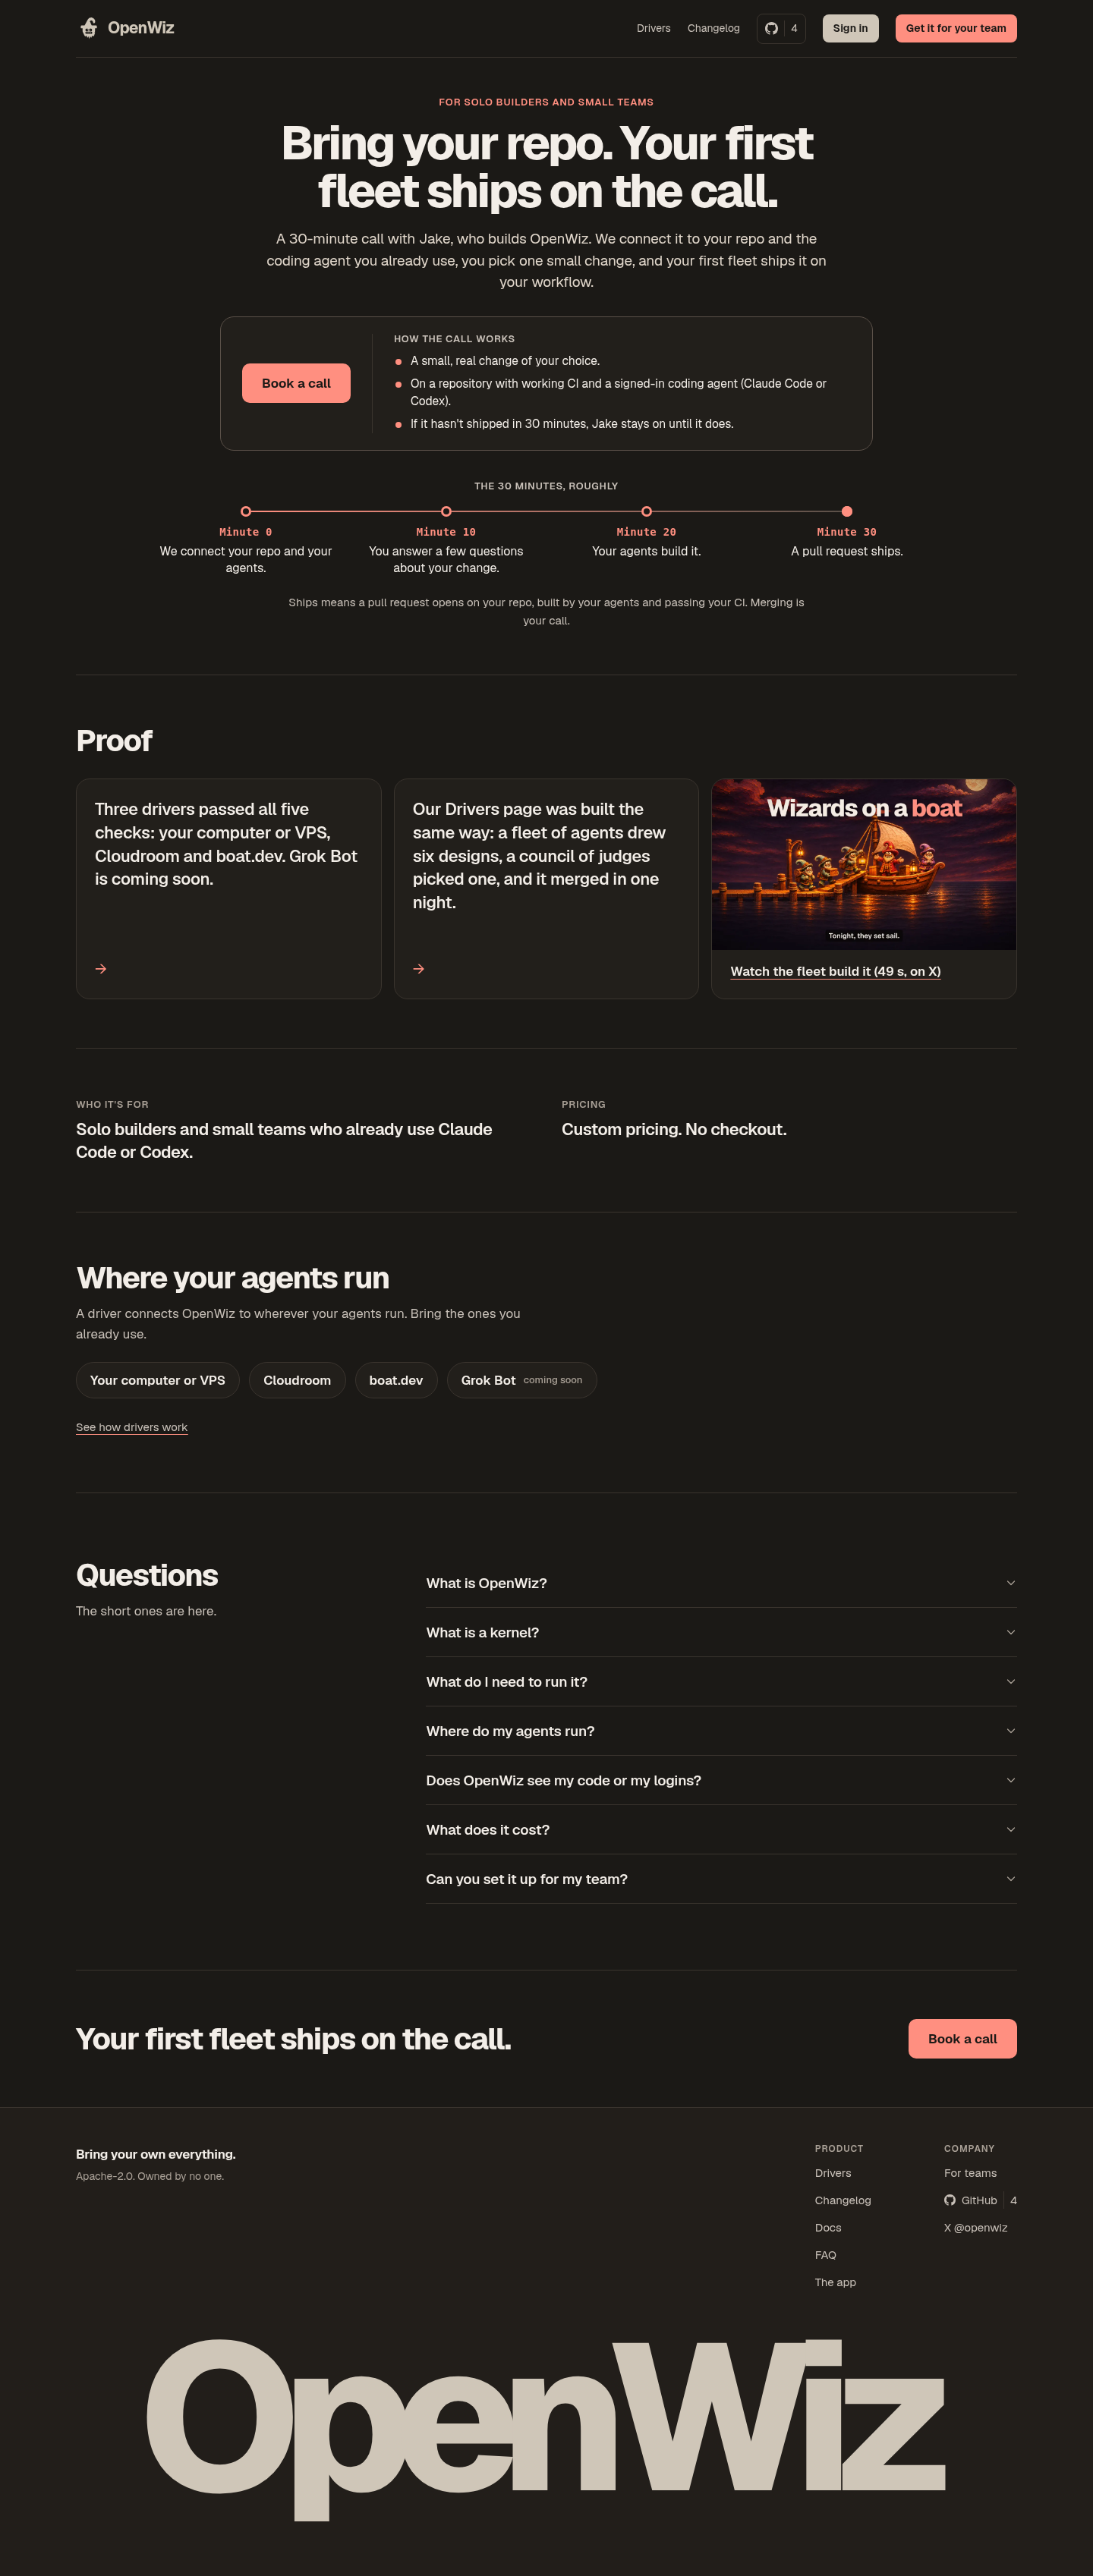 OpenWiz
Drivers
Changelog
4
Sign in
Get it for your team
FOR SOLO BUILDERS AND SMALL TEAMS
Bring your repo. Your first
fleet ships on the call.
A 30-minute call with Jake, who builds OpenWiz. We connect it to your repo and the
coding agent you already use, you pick one small change, and your first fleet ships it on
your workflow.
Book a call
HOW THE CALL WORKS
A small, real change of your choice.
On a repository with working CI and a signed-in coding agent (Claude Code or
Codex).
If it hasn't shipped in 30 minutes, Jake stays on until it does.
THE 30 MINUTES, ROUGHLY
Minute 0
We connect your repo and your
agents.
Minute 10
You answer a few questions
about your change.
Minute 20
Your agents build it.
Minute 30
A pull request ships.
Ships means a pull request opens on your repo, built by your agents and passing your CI. Merging is
your call.
Proof
Three drivers passed all five
checks: your computer or VPS,
Cloudroom and boat.dev. Grok Bot
is coming soon.
Our Drivers page was built the
same way: a fleet of agents drew
six designs, a council of judges
picked one, and it merged in one
night.
Wizards on a boat
Tonight, they set sail.
Watch the fleet build it (49 s, on X)
WHO IT'S FOR
Solo builders and small teams who already use Claude
Code or Codex.
PRICING
Custom pricing. No checkout.
Where your agents run
A driver connects OpenWiz to wherever your agents run. Bring the ones you
already use.
Your computer or VPS
Cloudroom
boat.dev
Grok Bot coming soon
See how drivers work
Questions
The short ones are here.
What is OpenWiz?
What is a kernel?
What do I need to run it?
Where do my agents run?
Does OpenWiz see my code or my logins?
What does it cost?
Can you set it up for my team?
Your first fleet ships on the call.
Book a call
Bring your own everything.
Apache-2.0. Owned by no one.
PRODUCT
Drivers
Changelog
Docs
FAQ
The app
COMPANY
For teams
GitHub 4
X @openwiz
OpenWiz